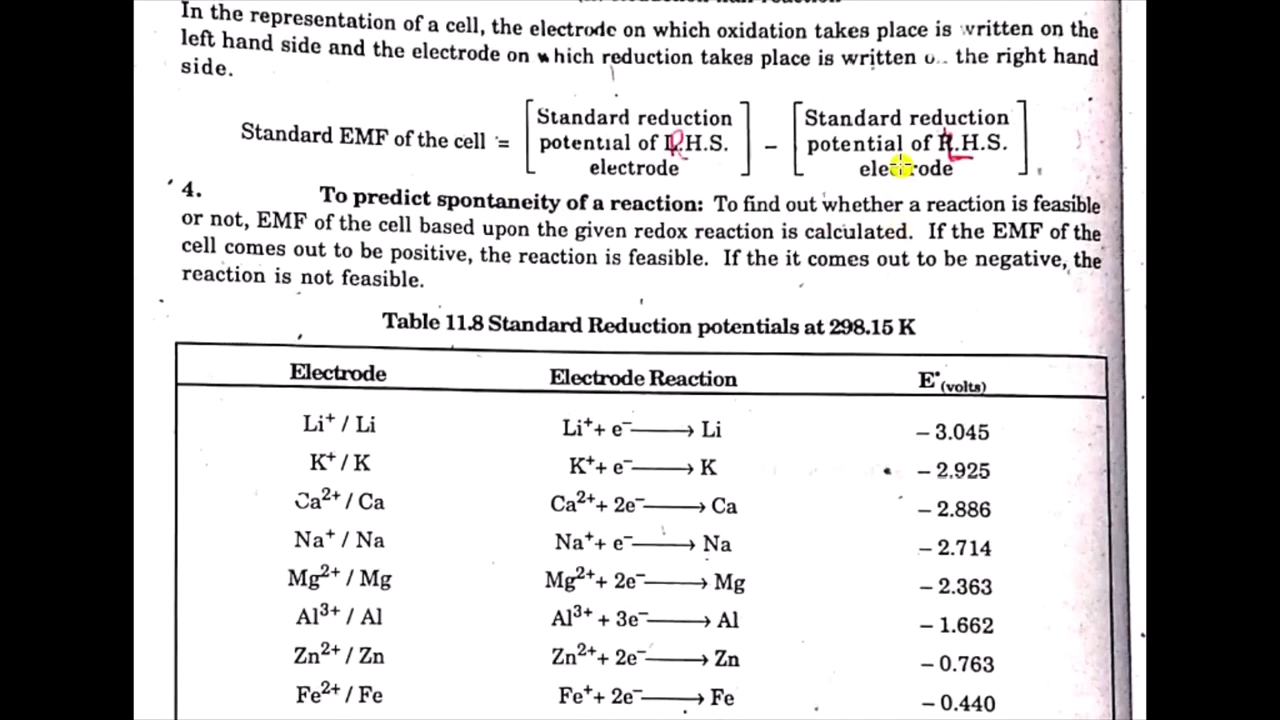 In the representation of a cell, the electrode on which oxidation takes place is written on the
left hand side and the electrode on which reduction takes place is written the right hand
side.
Standard EMF of the cell = [Standard reduction potential of R.H.S. electrode] – [Standard reduction potential of L.H.S. electrode].
4. To predict spontaneity of a reaction: To find out whether a reaction is feasible
or not, EMF of the cell based upon the given redox reaction is calculated. If the EMF of the
cell comes out to be positive, the reaction is feasible. If the it comes out to be negative, the
reaction is not feasible.
Table 11.8 Standard Reduction potentials at 298.15 K
Electrode Electrode Reaction E°(volts)
Li⁺ / Li Li⁺+ e⁻ ⟶ Li – 3.045
K⁺ / K K⁺+ e⁻ ⟶ K – 2.925
Ca²⁺ / Ca Ca²⁺+ 2e⁻ ⟶ Ca – 2.886
Na⁺ / Na Na⁺+ e⁻ ⟶ Na – 2.714
Mg²⁺ / Mg Mg²⁺+ 2e⁻ ⟶ Mg – 2.363
Al³⁺ / Al Al³⁺ + 3e⁻ ⟶ Al – 1.662
Zn²⁺ / Zn Zn²⁺+ 2e⁻ ⟶ Zn – 0.763
Fe²⁺ / Fe Fe⁺+ 2e⁻ ⟶ Fe – 0.440